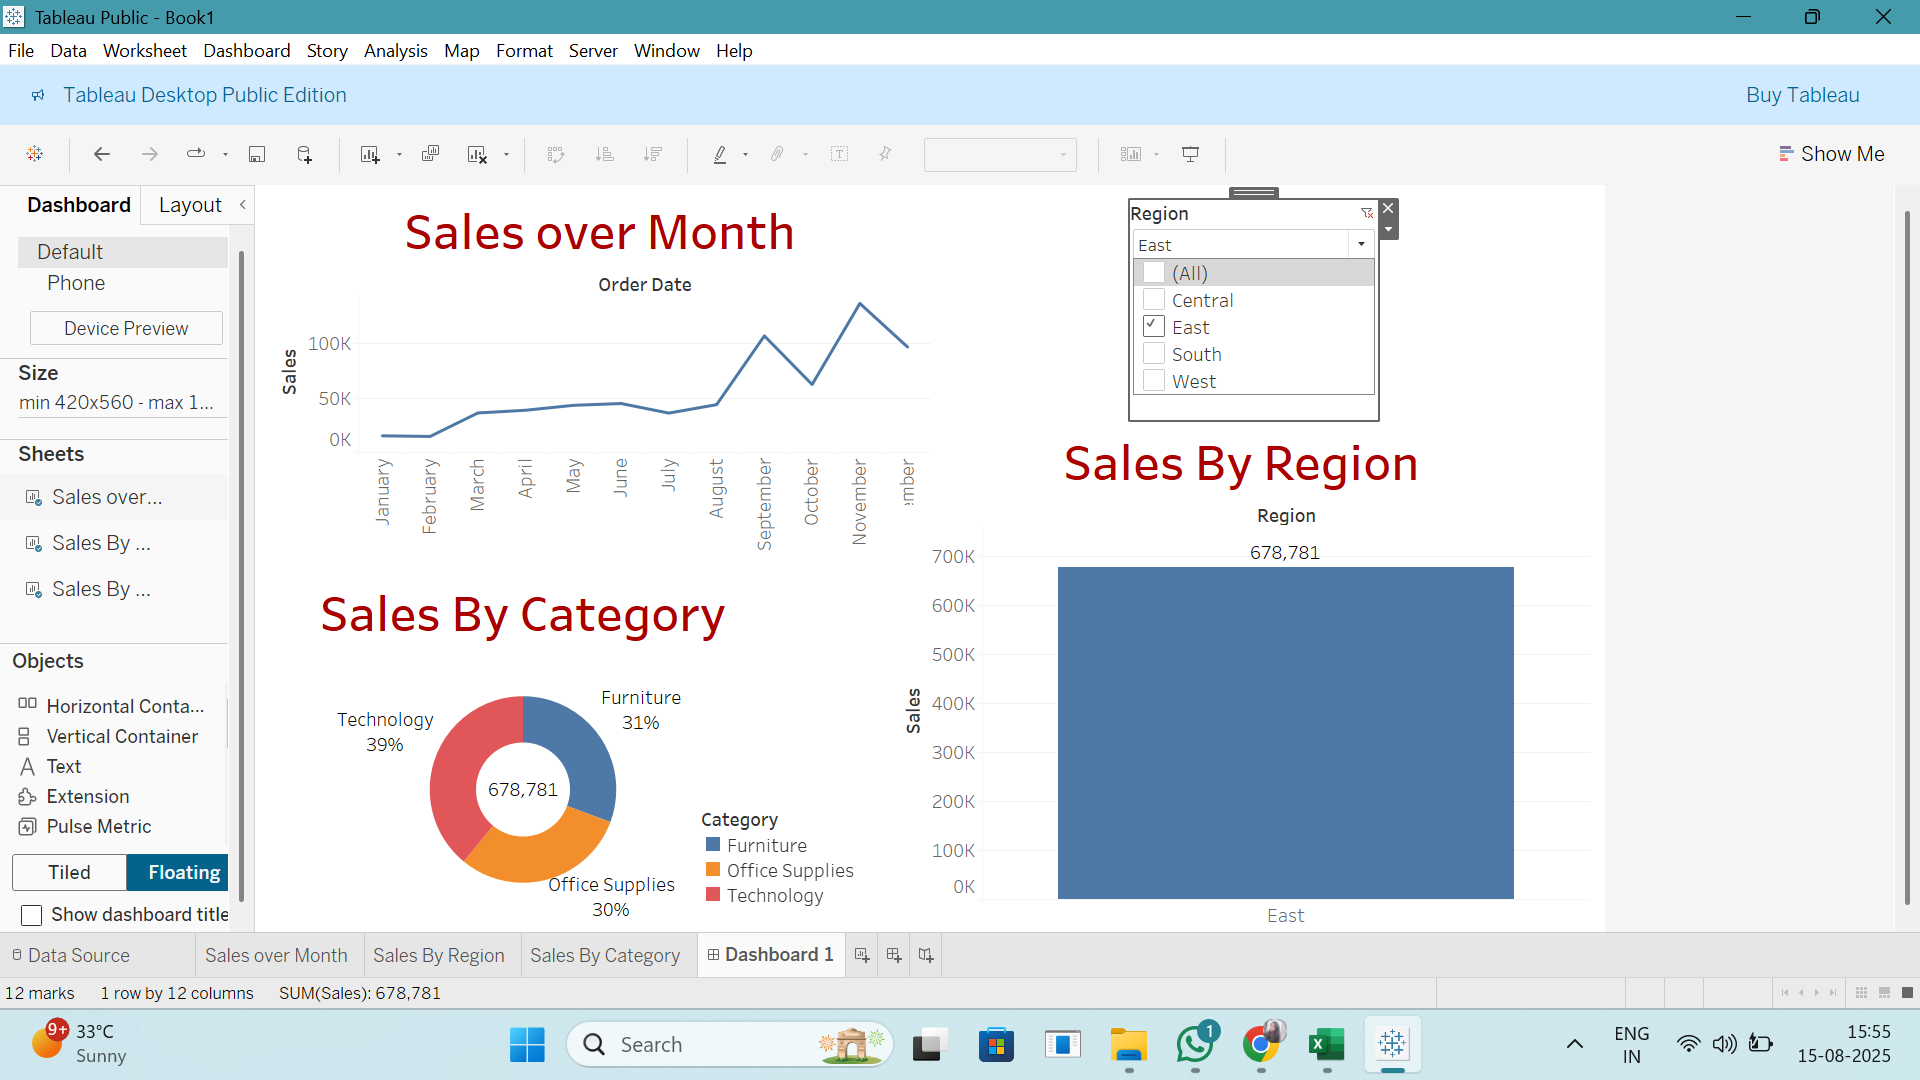 Tableau Public - Book1
File Data Worksheet Dashboard Story Analysis Map Format Server Window Help
Tableau Desktop Public Edition
Buy Tableau
Show Me
Dashboard
Layout
Default
Phone
Device Preview
Size
min 420x560 - max 1...
Sheets
Sales over...
Sales By ...
Sales By ...
Objects
Horizontal Conta...
Vertical Container
Text
Extension
Pulse Metric
Tiled
Floating
Show dashboard title
Sales over Month
Order Date
Sales
100K
50K
0K
January
February
March
April
May
June
July
August
September
October
November
ember
Region
East
(All)
Central
East
South
West
Sales By Region
Region
678,781
Sales
700K
600K
500K
400K
300K
200K
100K
0K
East
Sales By Category
Technology
39%
Furniture
31%
678,781
Office Supplies
30%
Category
Furniture
Office Supplies
Technology
Data Source
Sales over Month
Sales By Region
Sales By Category
Dashboard 1
12 marks 1 row by 12 columns SUM(Sales): 678,781
9+
33°C
Sunny
Search
1
ENG
IN
15:55
15-08-2025